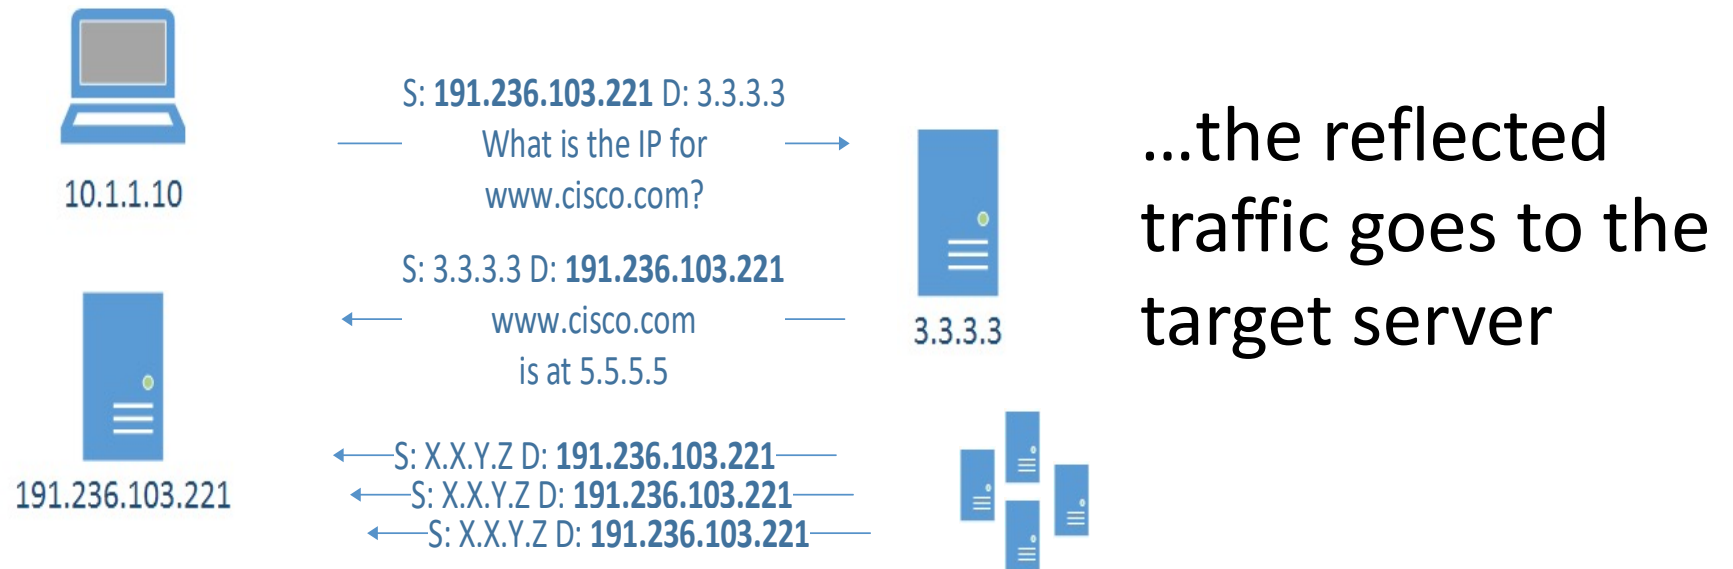 S: 191.236.103.221 D: 3.3.3.3
What is the IP for
www.cisco.com?
10.1.1.10
S: 3.3.3.3 D: 191.236.103.221
www.cisco.com
is at 5.5.5.5
3.3.3.3
S: X.X.Y.Z D: 191.236.103.221
S: X.X.Y.Z D: 191.236.103.221
S: X.X.Y.Z D: 191.236.103.221
191.236.103.221
...the reflected
traffic goes to the
target server